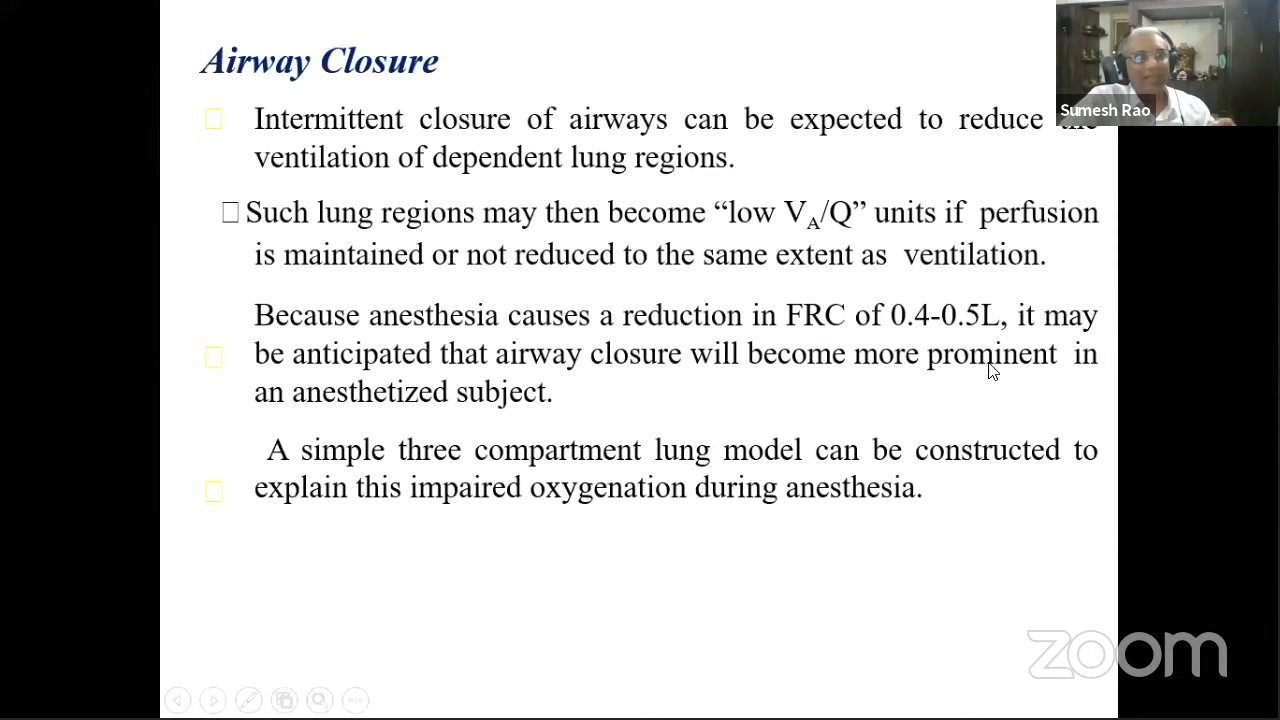 Airway Closure
Sumesh Rao
Intermittent closure of airways can be expected to reduce the
ventilation of dependent lung regions.
Such lung regions may then become “low VA/Q” units if perfusion
is maintained or not reduced to the same extent as ventilation.
Because anesthesia causes a reduction in FRC of 0.4-0.5L, it may
be anticipated that airway closure will become more prominent in
an anesthetized subject.
A simple three compartment lung model can be constructed to
explain this impaired oxygenation during anesthesia.
zoom